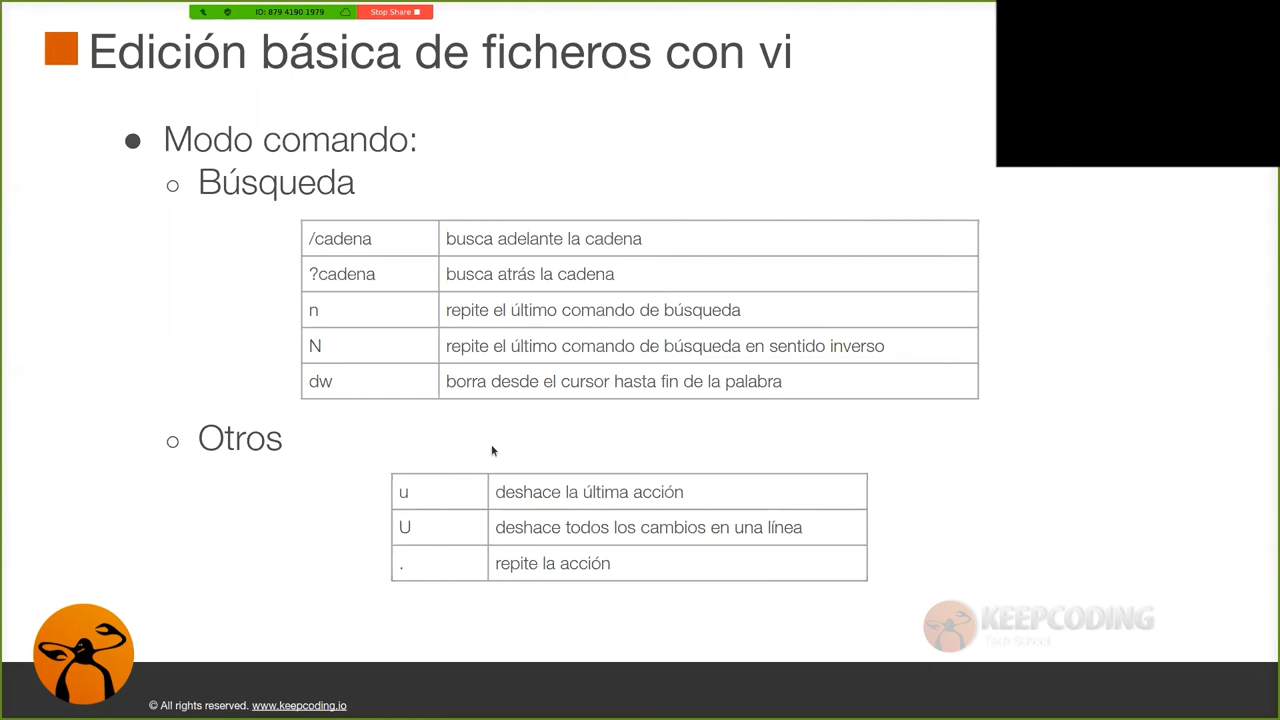 ID: 879 4190 1979 Stop Share
Edición básica de ficheros con vi
Modo comando:
Búsqueda
/cadena busca adelante la cadena
?cadena busca atrás la cadena
n repite el último comando de búsqueda
N repite el último comando de búsqueda en sentido inverso
dw borra desde el cursor hasta fin de la palabra
Otros
u deshace la última acción
U deshace todos los cambios en una línea
. repite la acción
KEEPCODING
Tech School
© All rights reserved. www.keepcoding.io